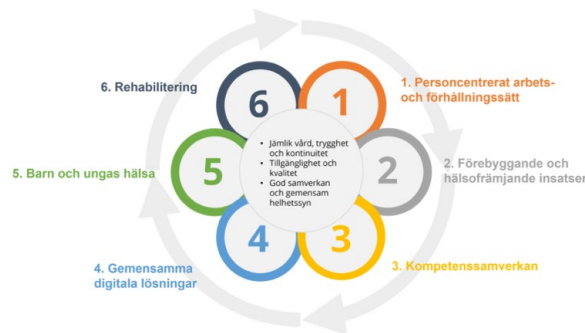 6. Rehabilitering
1. Personcentrerat arbets-
och förhållningssätt
6
1
5. Barn och ungas hälsa
5
• Jämlik vård, trygghet
och kontinuitet
• Tillgänglighet och
kvalitet
• God samverkan
och gemensam
helhetssyn
2
2. Förebyggande och
hälsofrämjande insatser
4
3
4. Gemensamma
digitala lösningar
3. Kompetenssamverkan